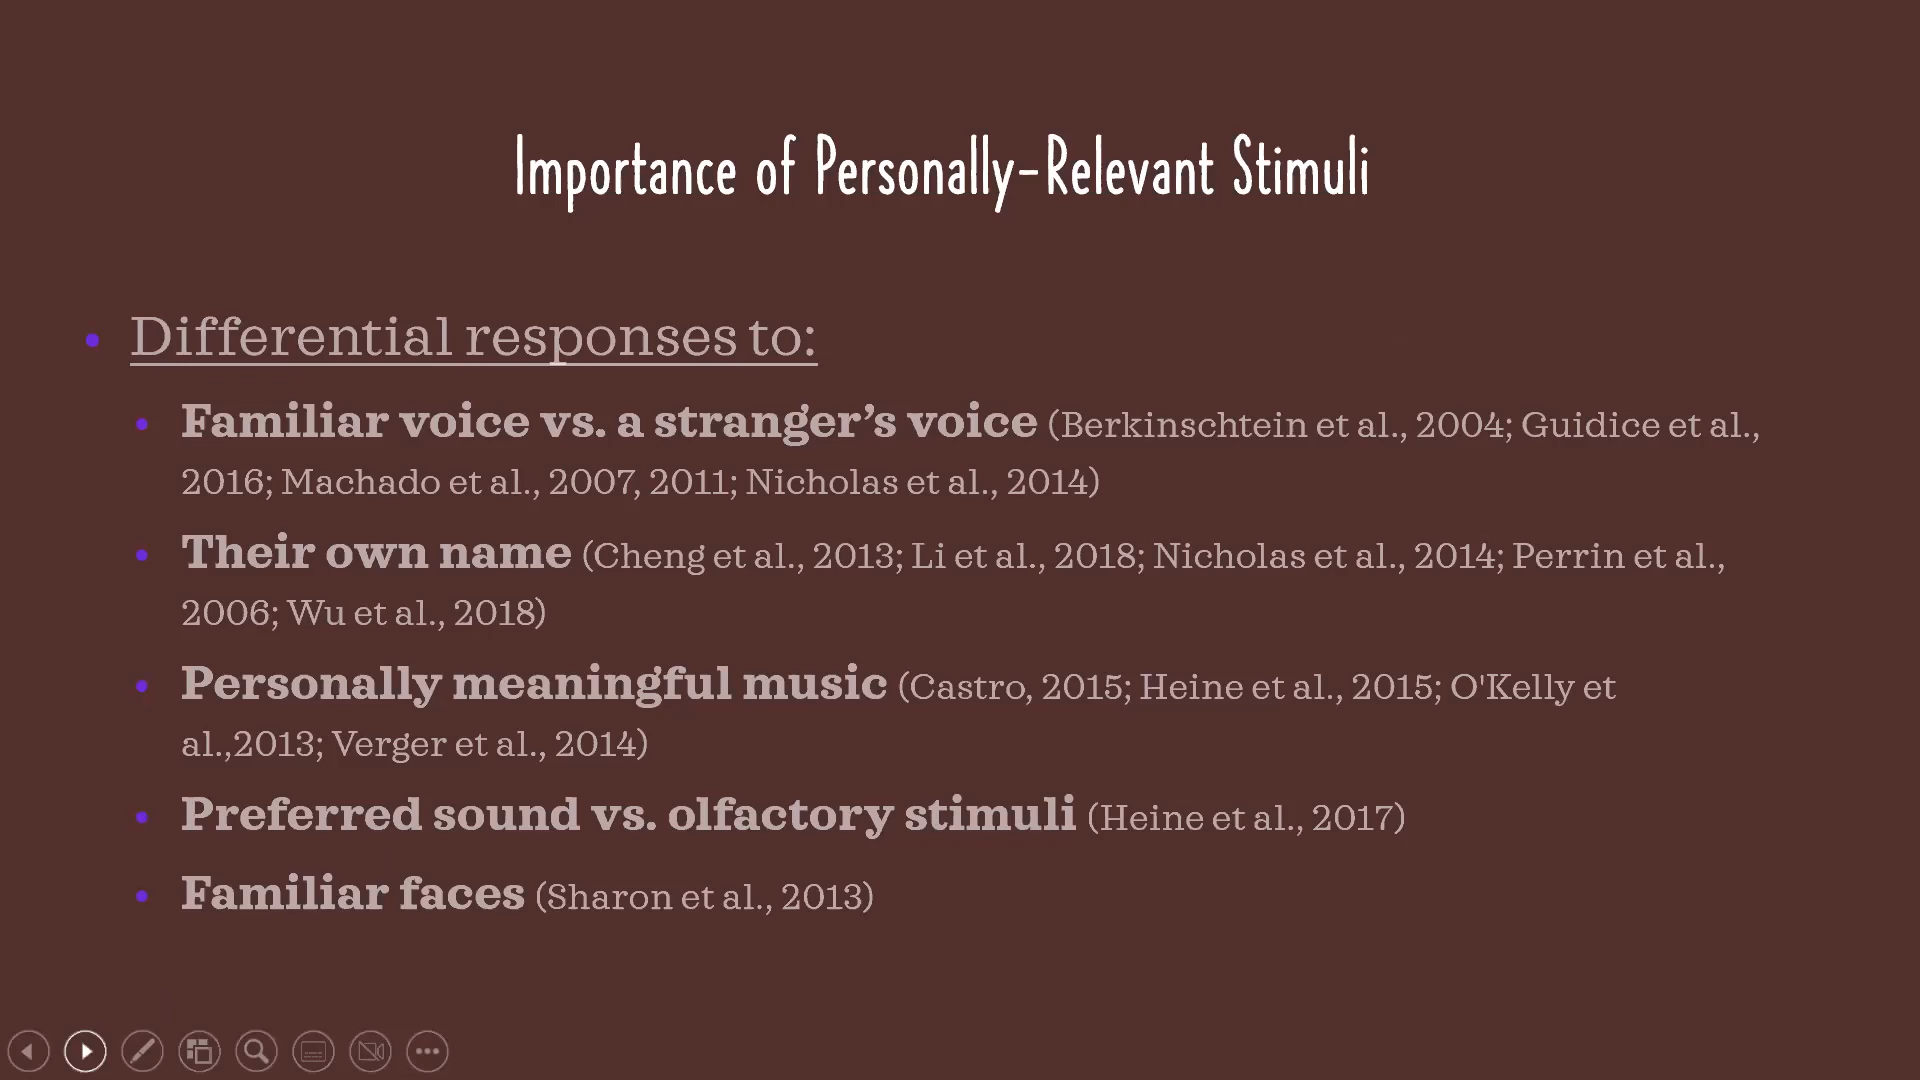 Importance of Personally-Relevant Stimuli
• Differential responses to:
• Familiar voice vs. a stranger’s voice (Berkinschtein et al., 2004; Guidice et al.,
2016; Machado et al., 2007, 2011; Nicholas et al., 2014)
• Their own name (Cheng et al., 2013; Li et al., 2018; Nicholas et al., 2014; Perrin et al.,
2006; Wu et al., 2018)
• Personally meaningful music (Castro, 2015; Heine et al., 2015; O'Kelly et
al.,2013; Verger et al., 2014)
• Preferred sound vs. olfactory stimuli (Heine et al., 2017)
• Familiar faces (Sharon et al., 2013)